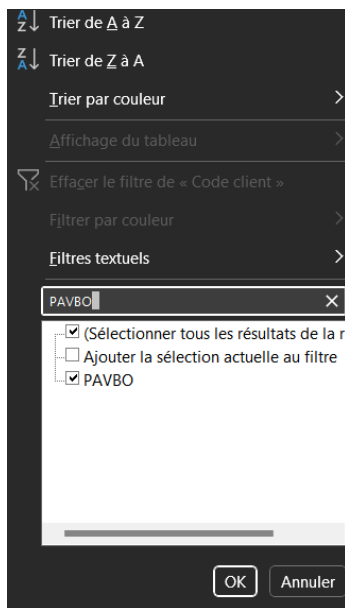 Trier de A à Z
Trier de Z à A
Trier par couleur
Affichage du tableau
Effacer le filtre de « Code client »
Filtrer par couleur
Filtres textuels
PAVBO
(Sélectionner tous les résultats de la r
Ajouter la sélection actuelle au filtre
PAVBO
OK Annuler